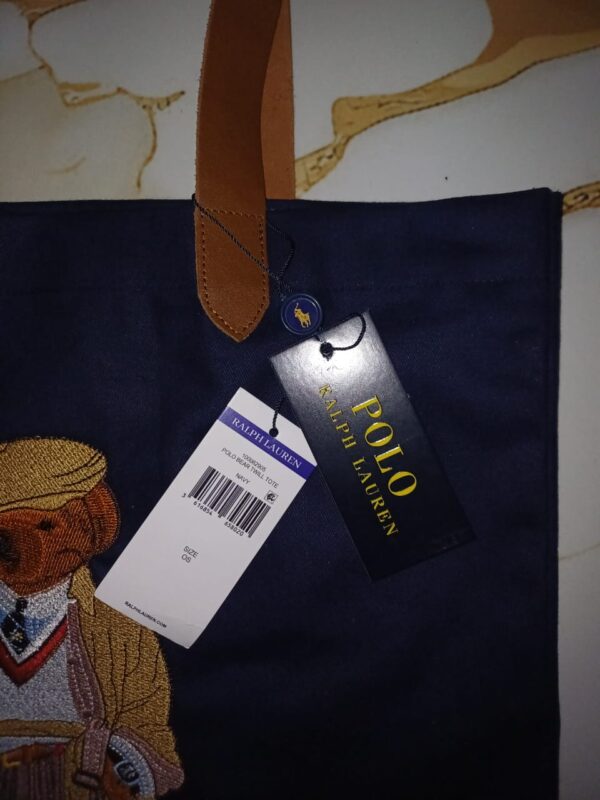 POLO
RALPH LAUREN
RALPH LAUREN
POLO BEAR TWILL TOTE
NAVY
SIZE
OS
RALPHLAUREN.COM